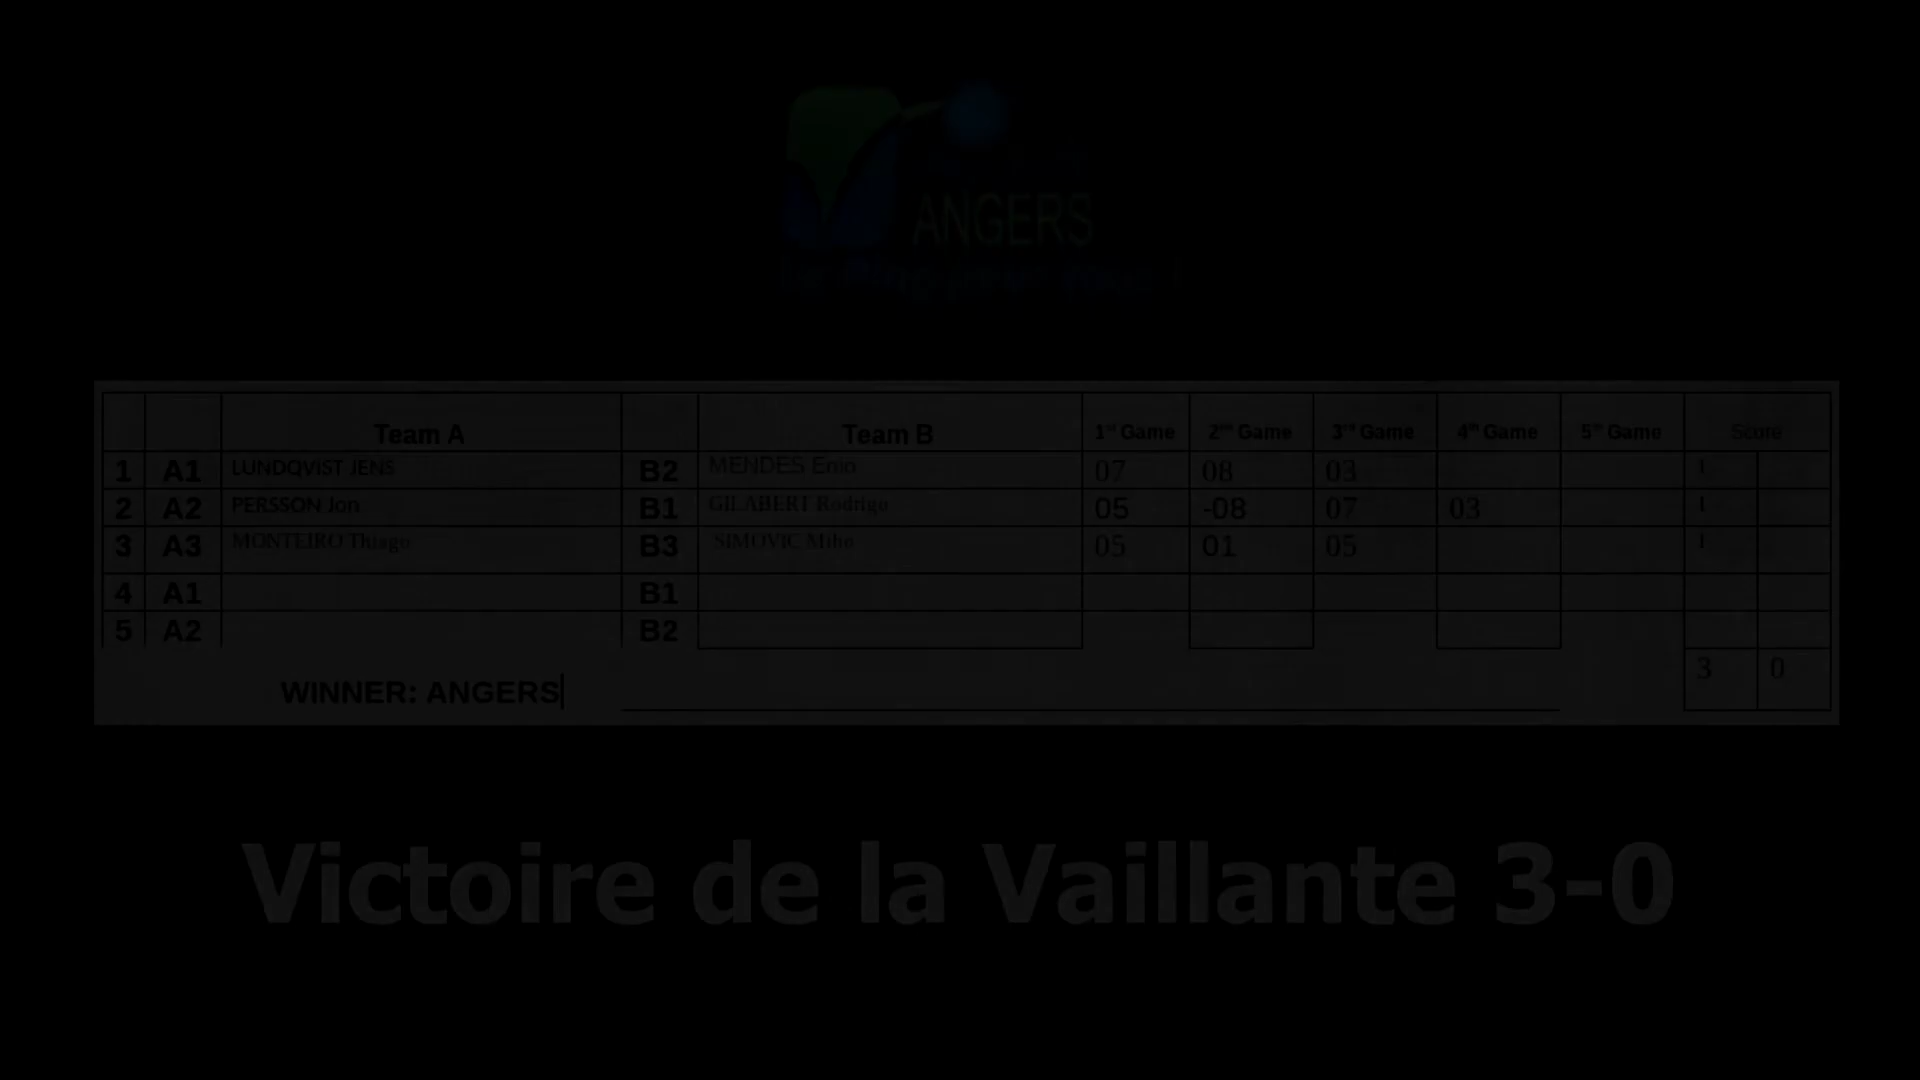 ANGERS
Team A Team B 1st Game 2nd Game 3rd Game 4th Game 5th Game Score
1 A1 LUNDQVIST JENS B2 MENDES Enio 07 08 03 1
2 A2 PERSSON Jon B1 GILABERT Rodrigo 05 -08 07 03 1
3 A3 MONTEIRO Thiago B3 SIMOVIC Miho 05 01 05 1
4 A1 B1
5 A2 B2
3 0
WINNER: ANGERS
Victoire de la Vaillante 3-0